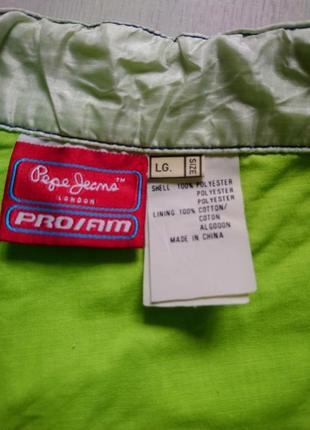 Pepe Jeans™
LONDON
PRO/AM
LG.
SIZE
SHELL 100% POLYESTER
POLYESTER
POLYESTER
LINING 100% COTTON/
COTON
ALGODON
MADE IN CHINA